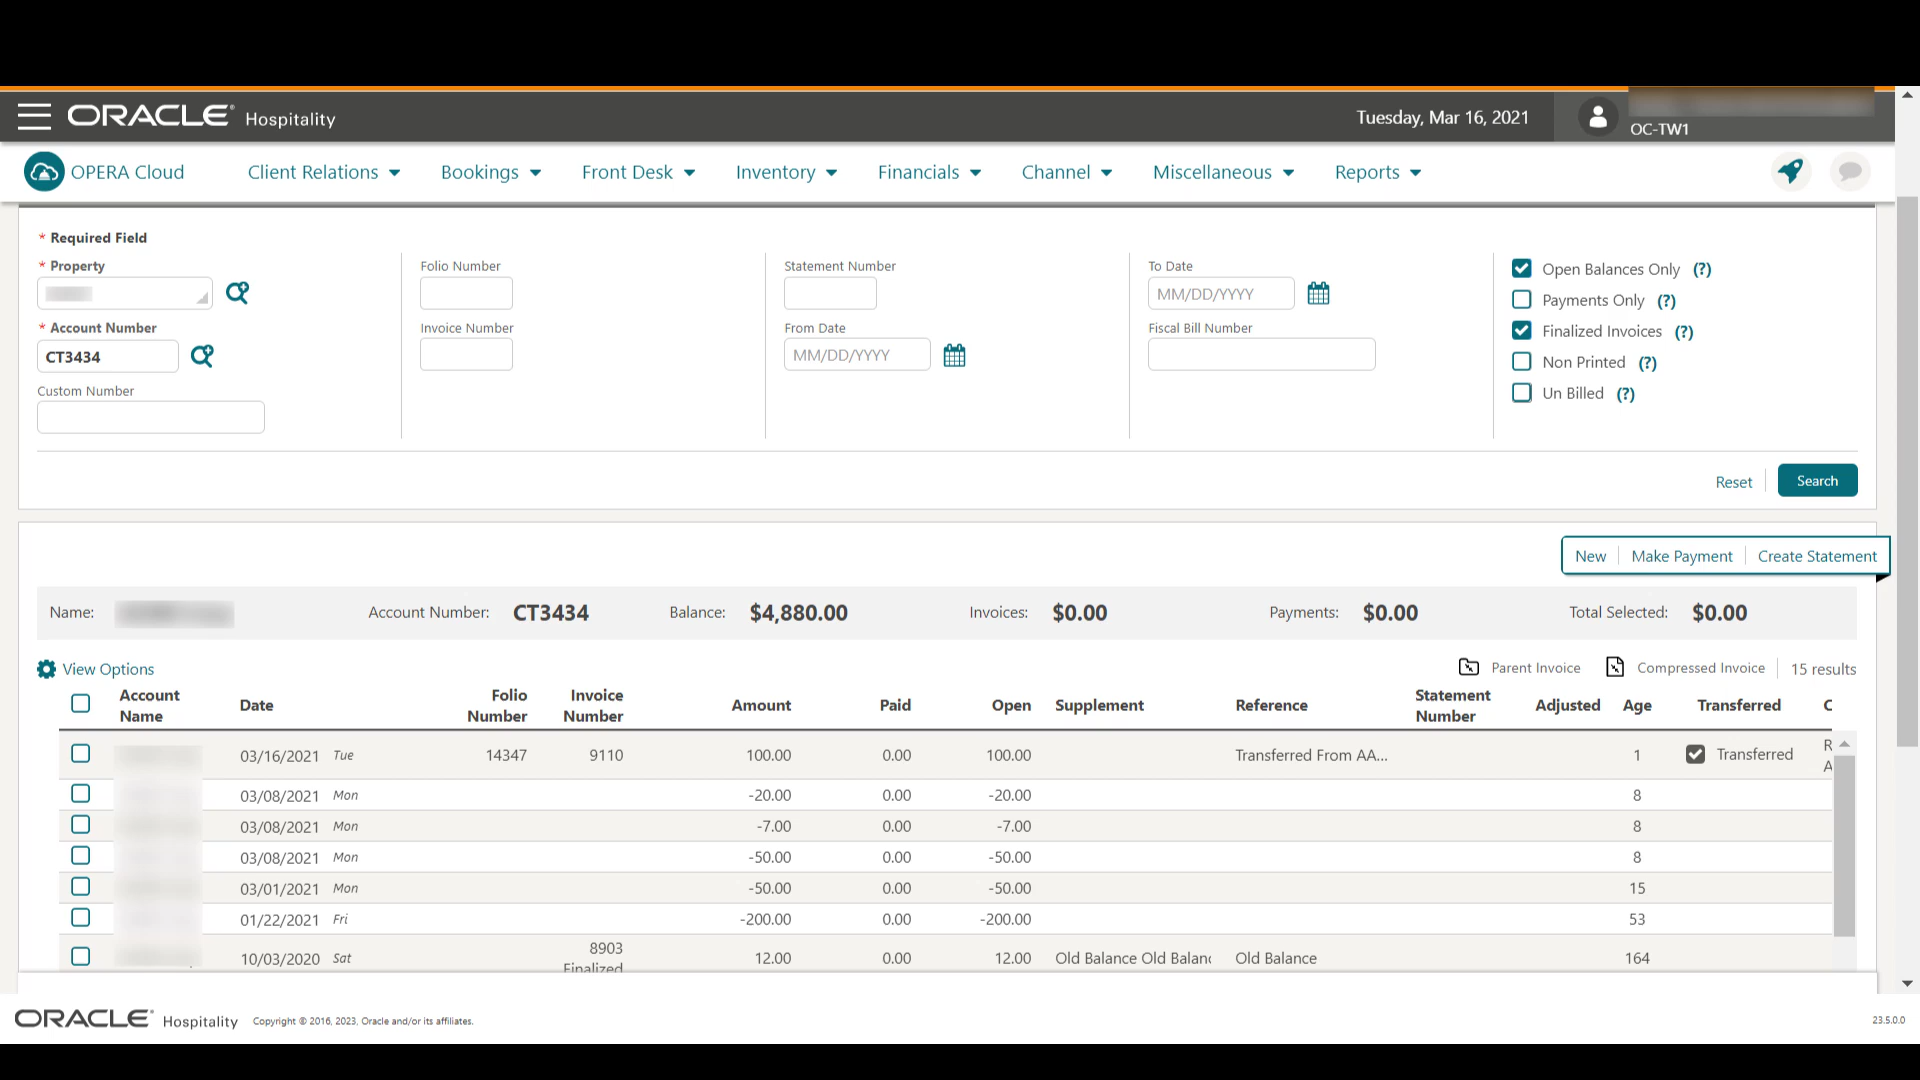 ORACLE Hospitality
Tuesday, Mar 16, 2021
OC-TW1
OPERA Cloud Client Relations Bookings Front Desk Inventory Financials Channel Miscellaneous Reports
* Required Field
* Property
* Account Number
CT3434
Custom Number
Folio Number
Invoice Number
Statement Number
From Date
MM/DD/YYYY
To Date
MM/DD/YYYY
Fiscal Bill Number
Open Balances Only (?)
Payments Only (?)
Finalized Invoices (?)
Non Printed (?)
Un Billed (?)
Reset Search
New Make Payment Create Statement
Name: Account Number: CT3434 Balance: $4,880.00 Invoices: $0.00 Payments: $0.00 Total Selected: $0.00
View Options Parent Invoice Compressed Invoice 15 results
Account Name Date Folio Number Invoice Number Amount Paid Open Supplement Reference Statement Number Adjusted Age Transferred C
03/16/2021 Tue 14347 9110 100.00 0.00 100.00 Transferred From AA... 1 Transferred R A
03/08/2021 Mon -20.00 0.00 -20.00 8
03/08/2021 Mon -7.00 0.00 -7.00 8
03/08/2021 Mon -50.00 0.00 -50.00 8
03/01/2021 Mon -50.00 0.00 -50.00 15
01/22/2021 Fri -200.00 0.00 -200.00 53
10/03/2020 Sat 8903 Finalized 12.00 0.00 12.00 Old Balance Old Balanc Old Balance 164
ORACLE Hospitality Copyright © 2016, 2023, Oracle and/or its affiliates.
23.5.0.0